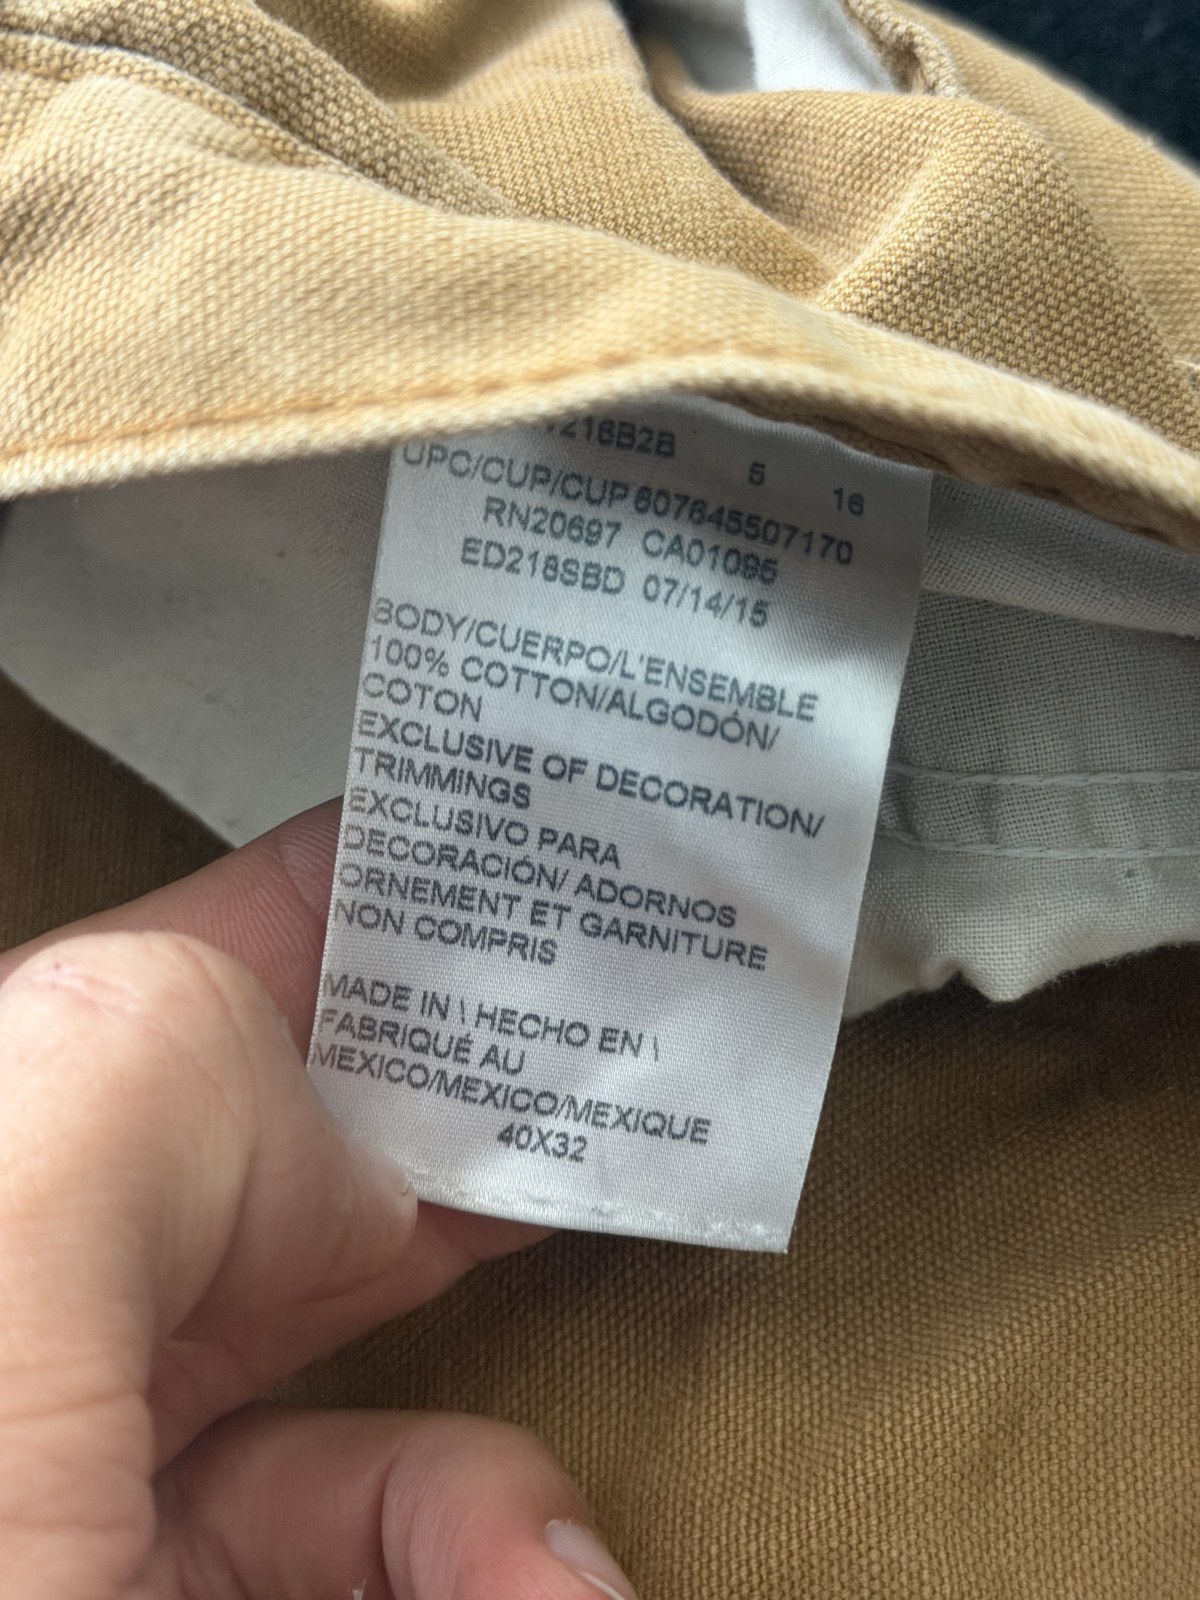 5 16
UPC/CUP/CUP 607645507170
RN20697 CA01095
ED216SBD 07/14/15
BODY/CUERPO/L'ENSEMBLE
100% COTTON/ALGODÓN/
COTON
EXCLUSIVE OF DECORATION/
TRIMMINGS
EXCLUSIVO PARA
DECORACIÓN/ ADORNOS
ORNEMENT ET GARNITURE
NON COMPRIS
MADE IN \ HECHO EN \
FABRIQUÉ AU
MEXICO/MEXICO/MEXIQUE
40X32